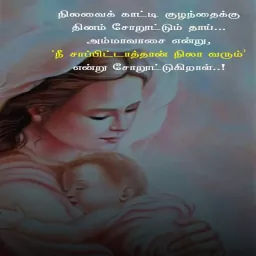 நிலவைக் காட்டி குழந்தைக்கு
தினம் சோறூட்டும் தாய்...
அம்மாவாசை என்று,
'நீ சாப்பிட்டாத்தான் நிலா வரும்'
என்று சோறூட்டுகிறாள்..!